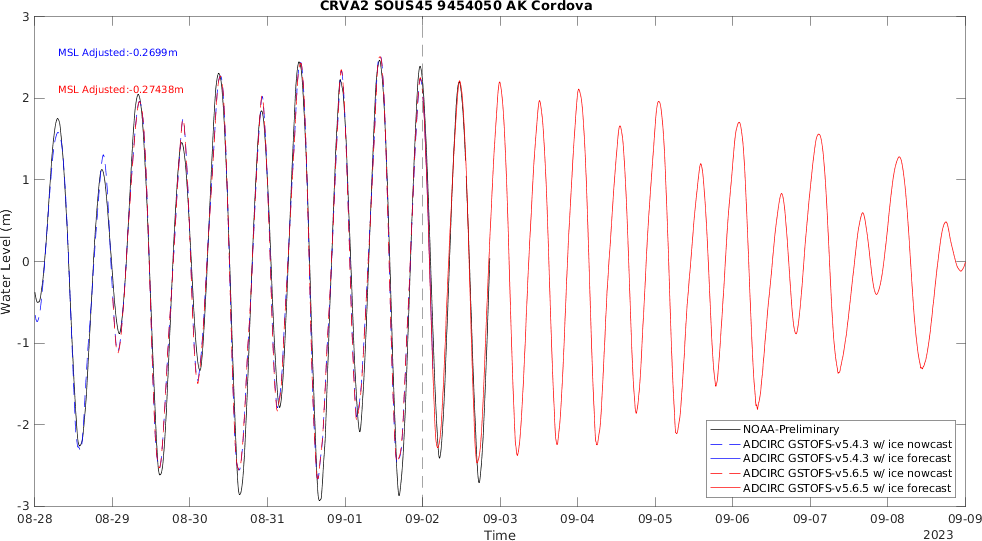 CRVA2 SOUS45 9454050 AK Cordova
MSL Adjusted:-0.2699m
MSL Adjusted:-0.27438m
3
2
1
0
-1
-2
-3
Water Level (m)
NOAA-Preliminary
ADCIRC GSTOFS-v5.4.3 w/ ice nowcast
ADCIRC GSTOFS-v5.4.3 w/ ice forecast
ADCIRC GSTOFS-v5.6.5 w/ ice nowcast
ADCIRC GSTOFS-v5.6.5 w/ ice forecast
08-28 08-29 08-30 08-31 09-01 09-02 09-03 09-04 09-05 09-06 09-07 09-08 09-09
Time
2023